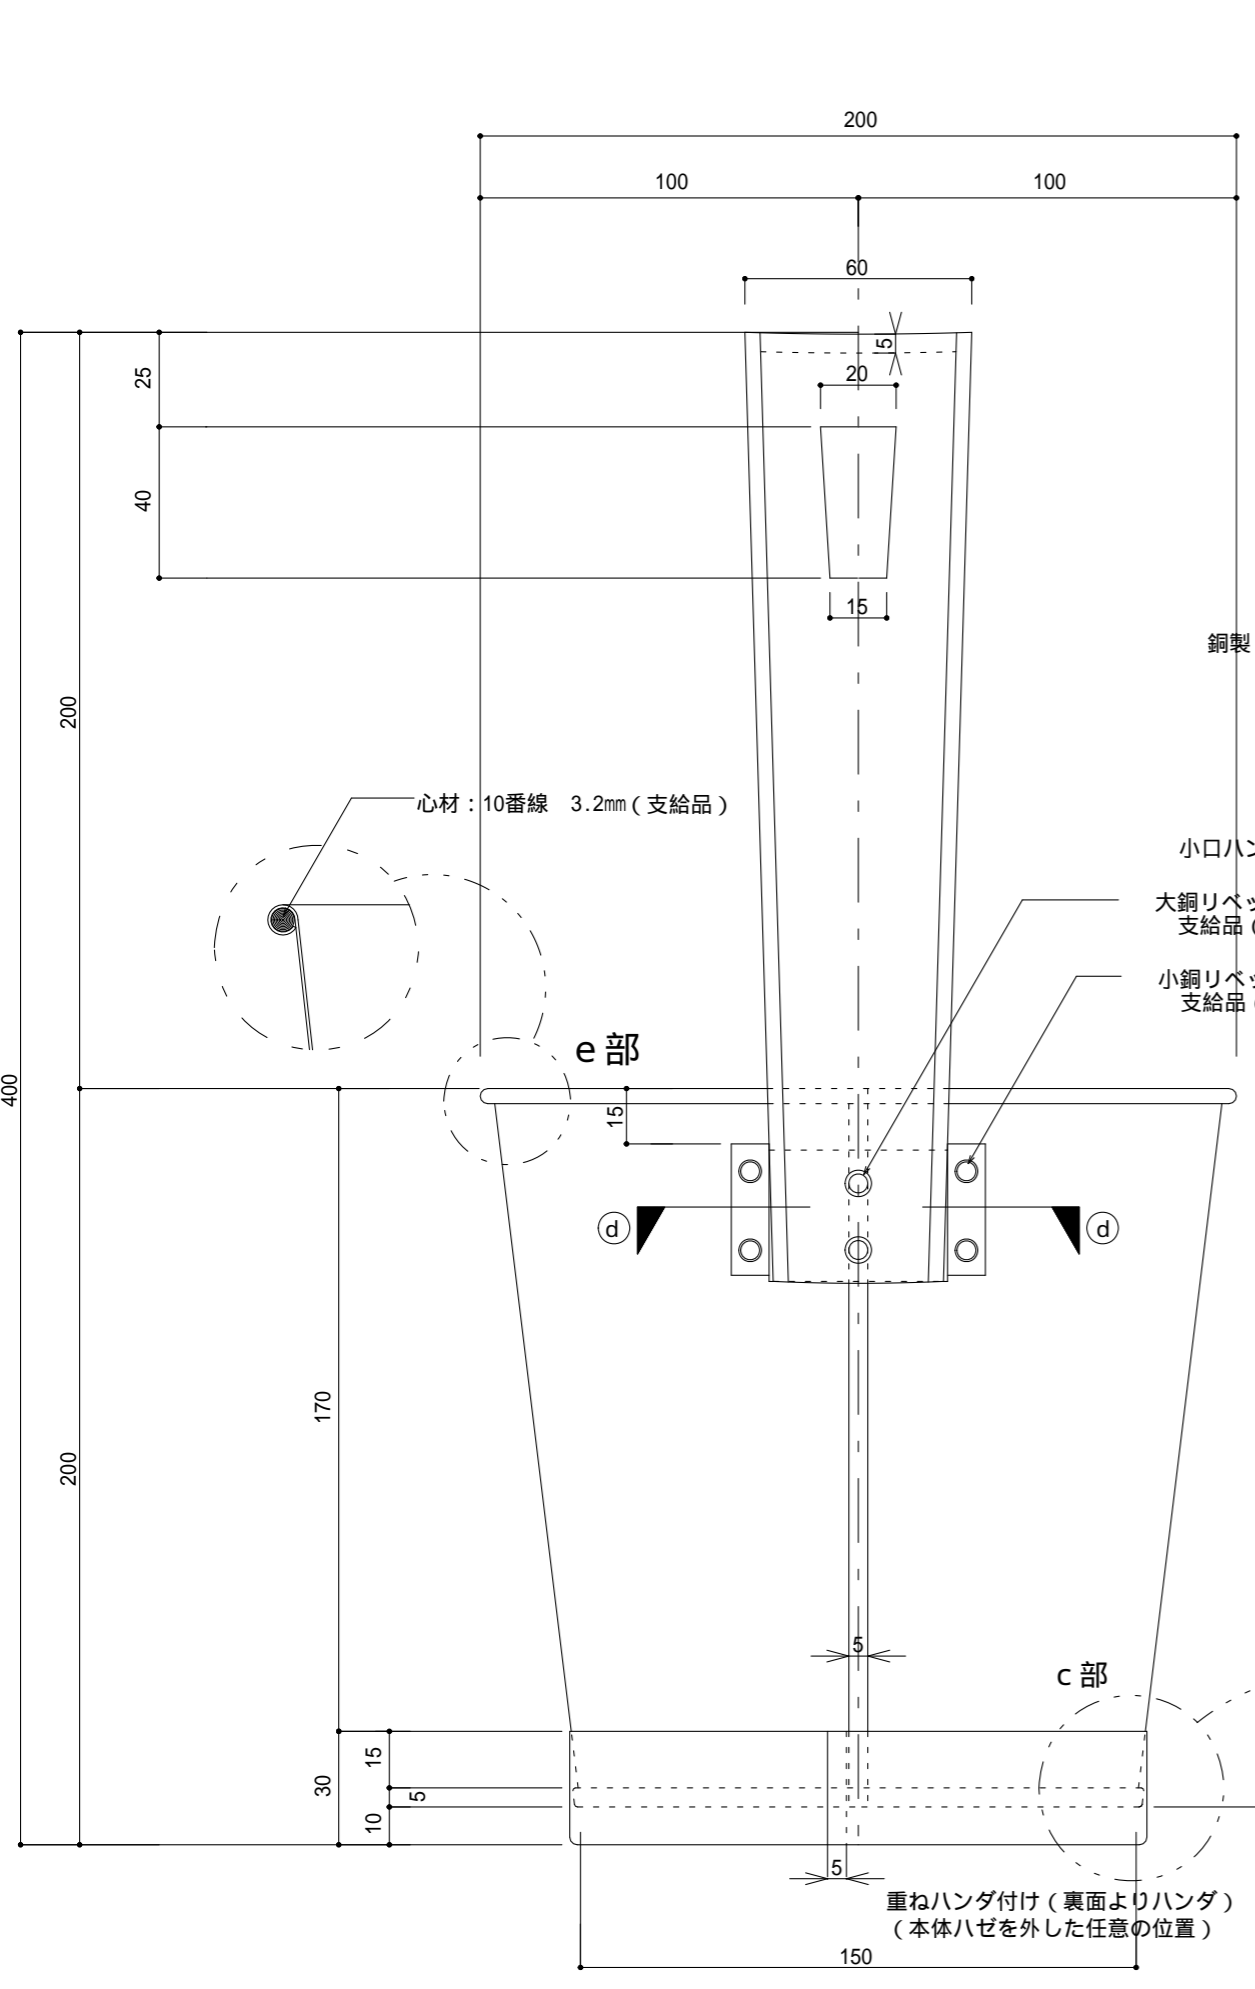 200
100
100
60
5
25
20
40
15
銅製
200
心材：10番線　3.2㎜（支給品）
小口ハン
大銅リベッ
支給品（
小銅リベッ
支給品（
e 部
400
15
d
d
170
200
5
c 部
15
30
5
10
5
重ねハンダ付け（裏面よりハンダ）
（本体ハゼを外した任意の位置）
150